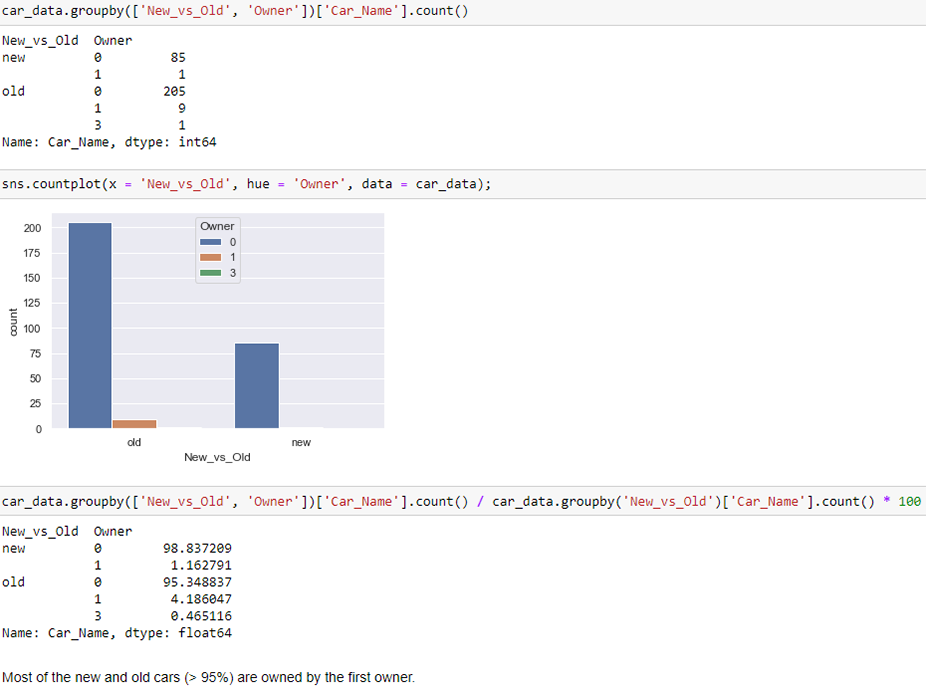 car_data.groupby(['New_vs_Old', 'Owner'])['Car_Name'].count()
New_vs_Old  Owner
new         0         85
            1          1
old         0        205
            1          9
            3          1
Name: Car_Name, dtype: int64
sns.countplot(x = 'New_vs_Old', hue = 'Owner', data = car_data);
Owner
0
1
3
200
175
150
125
100
75
50
25
0
count
old new
New_vs_Old
car_data.groupby(['New_vs_Old', 'Owner'])['Car_Name'].count() / car_data.groupby('New_vs_Old')['Car_Name'].count() * 100
New_vs_Old  Owner
new         0        98.837209
            1         1.162791
old         0        95.348837
            1         4.186047
            3         0.465116
Name: Car_Name, dtype: float64
Most of the new and old cars (> 95%) are owned by the first owner.